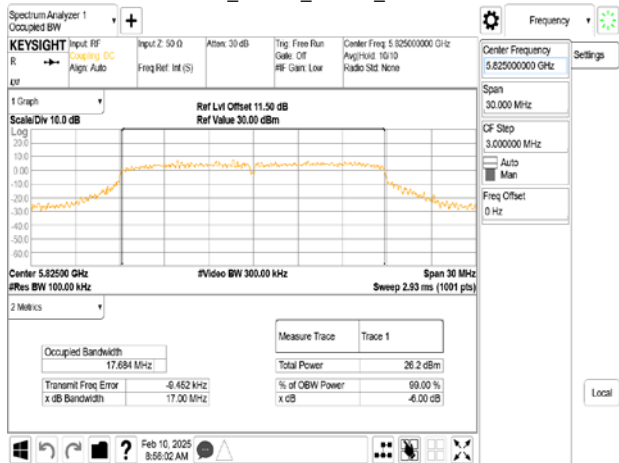 Spectrum Analyzer 1
Occupied BW
Frequency
KEYSIGHT
R
Input: RF
Coupling: DC
Align: Auto
Input Z: 50 Ω
Freq Ref: Int (S)
Atten: 30 dB
Trig: Free Run
Gate: Off
#IF Gain: Low
Center Freq: 5.825000000 GHz
Avg|Hold: 10/10
Radio Std: None
Center Frequency
5.825000000 GHz
Settings
Span
30.000 MHz
CF Step
3.000000 MHz
Auto
Man
Freq Offset
0 Hz
1 Graph
Scale/Div 10.0 dB
Ref Lvl Offset 11.50 dB
Ref Value 30.00 dBm
Log
20.0
10.0
0.00
-10.0
-20.0
-30.0
-40.0
-50.0
-60.0
Center 5.82500 GHz
#Res BW 100.00 kHz
#Video BW 300.00 kHz
Span 30 MHz
Sweep 2.93 ms (1001 pts)
2 Metrics
Measure Trace
Trace 1
Occupied Bandwidth
17.684 MHz
Total Power
26.2 dBm
Transmit Freq Error
-9.452 kHz
% of OBW Power
99.00 %
x dB Bandwidth
17.00 MHz
x dB
-6.00 dB
Local
Feb 10, 2025
8:56:02 AM